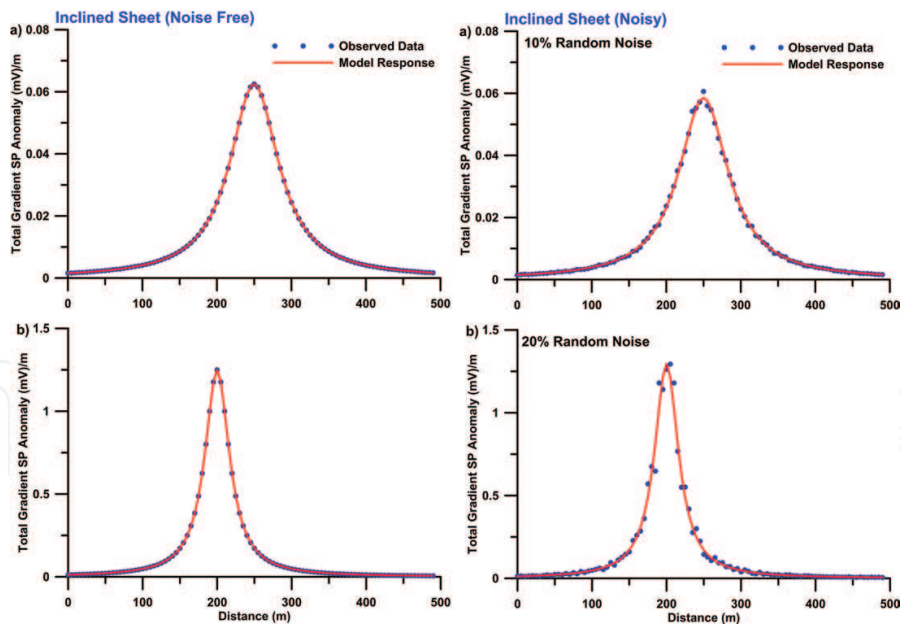 Inclined Sheet (Noise Free)
a)
0.08
0.06
0.04
0.02
0
Total Gradient SP Anomaly (mV)/m
Observed Data
Model Response
0 100 200 300 400 500
b)
1.5
1
0.5
0
Total Gradient SP Anomaly (mV)/m
0 100 200 300 400 500
Distance (m)
Inclined Sheet (Noisy)
a)
0.08
0.06
0.04
0.02
0
Total Gradient SP Anomaly (mV)/m
10% Random Noise
Observed Data
Model Response
0 100 200 300 400 500
b)
1.5
1
0.5
0
Total Gradient SP Anomaly (mV)/m
20% Random Noise
0 100 200 300 400 500
Distance (m)